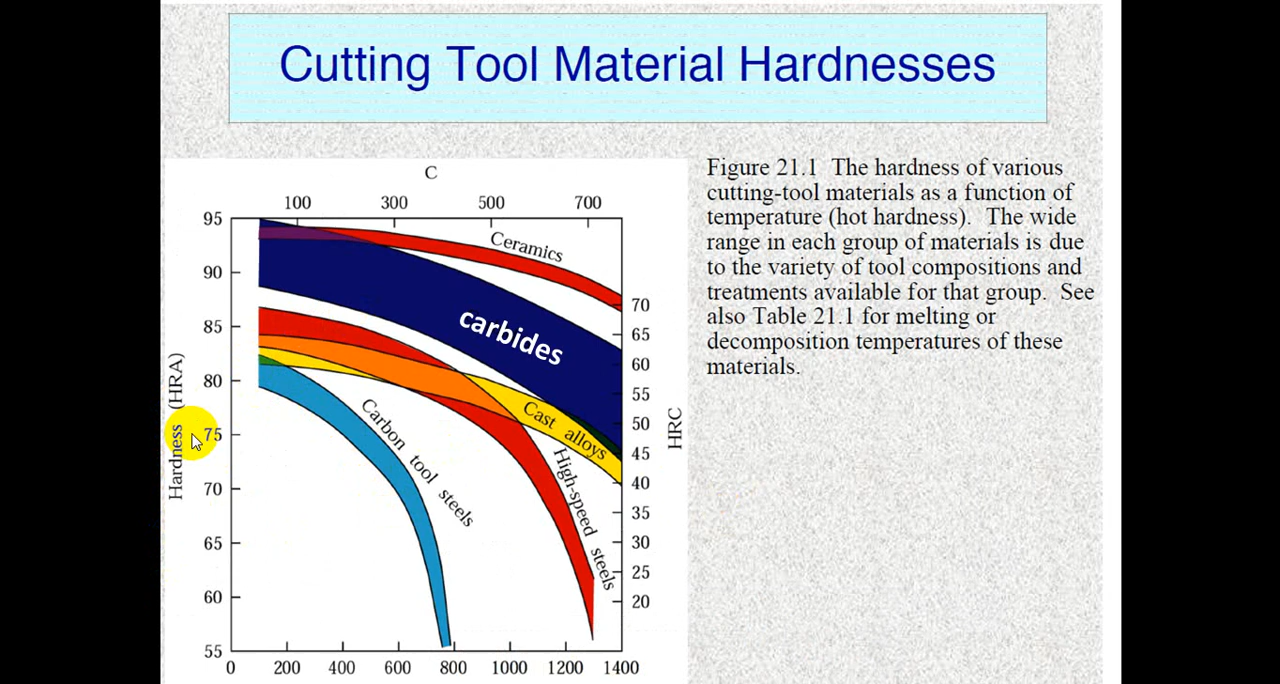 Cutting Tool Material Hardnesses
C
100 300 500 700
95
90
85
80
75
70
65
60
55
Hardness (HRA)
Ceramics
carbides
Cast alloys
Carbon tool steels
High-speed steels
70
65
60
55
50
45
40
35
30
25
20
HRC
0 200 400 600 800 1000 1200 1400
Figure 21.1 The hardness of various
cutting-tool materials as a function of
temperature (hot hardness). The wide
range in each group of materials is due
to the variety of tool compositions and
treatments available for that group. See
also Table 21.1 for melting or
decomposition temperatures of these
materials.